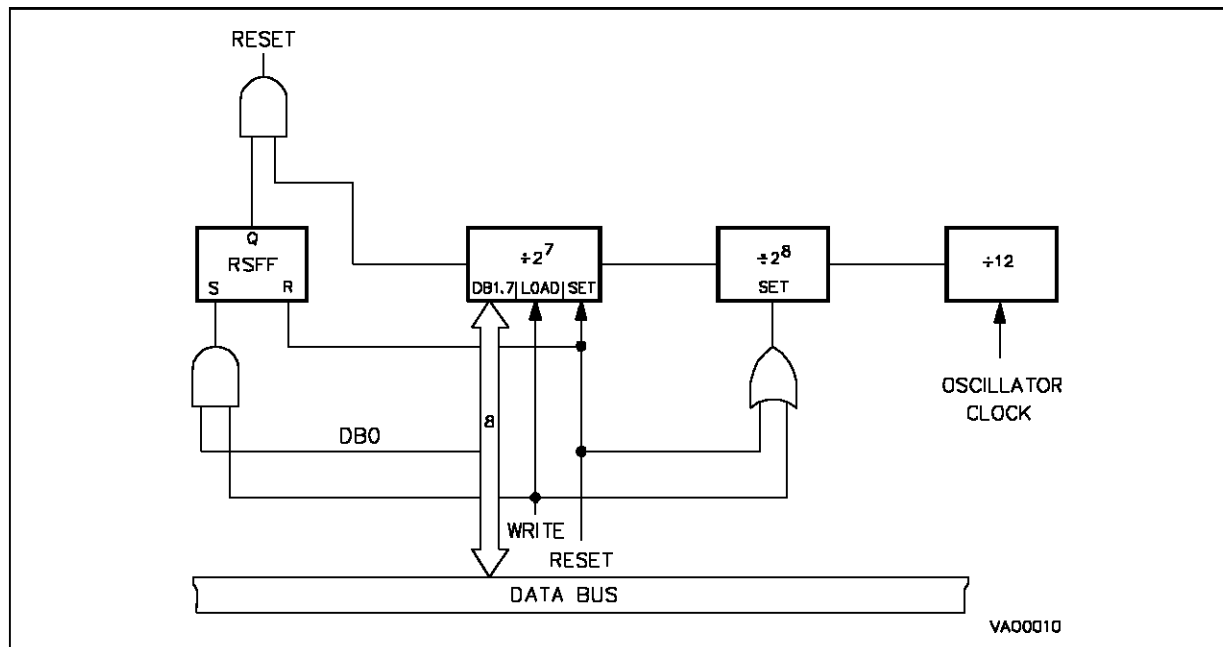 RESET
Q
RSFF
S R
÷2⁷
DB1.7 LOAD SET
÷2⁸
SET
÷12
OSCILLATOR
CLOCK
8
DB0
WRITE
RESET
DATA BUS
VA00010